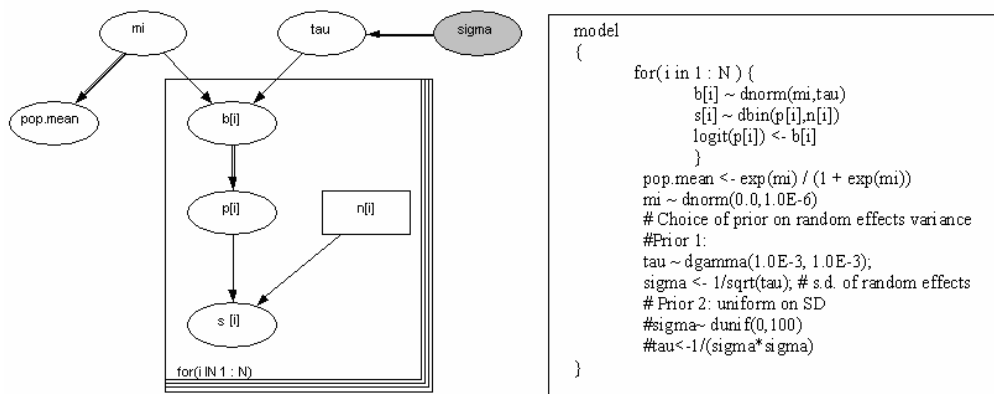 mi
tau
sigma
pop.mean
b[i]
p[i]
n[i]
s [i]
for(i IN 1 : N)
model
{
for(i in 1 : N ) {
b[i] ~ dnorm(mi,tau)
s[i] ~ dbin(p[i],n[i])
logit(p[i]) <- b[i]
}
pop.mean <- exp(mi) / (1 + exp(mi))
mi ~ dnorm(0.0,1.0E-6)
# Choice of prior on random effects variance
#Prior 1:
tau ~ dgamma(1.0E-3, 1.0E-3);
sigma <- 1/sqrt(tau); # s.d. of random effects
# Prior 2: uniform on SD
#sigma~ dunif(0,100)
#tau<-1/(sigma*sigma)
}